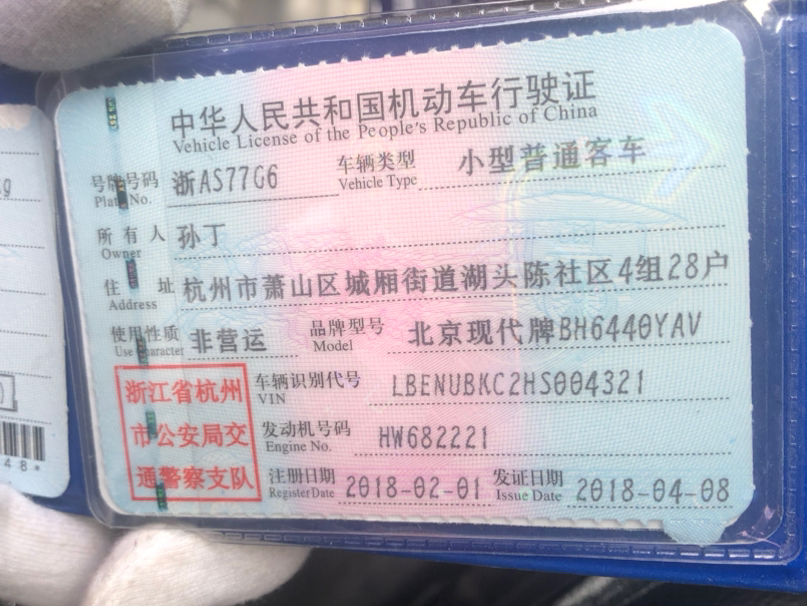 中华人民共和国机动车行驶证
Vehicle License of the People's Republic of China
号牌号码 浙AS77G6 车辆类型 小型普通客车
Plate No. Vehicle Type
所有人 孙丁
Owner
住址 杭州市萧山区城厢街道湖头陈社区4组28户
Address
使用性质 非营运 品牌型号 北京现代牌BH6440YAV
Use Character Model
浙江省杭州
市公安局交
通警察支队
车辆识别代号 LBENUBKC2HS004321
VIN
发动机号码 HW682221
Engine No.
注册日期 2018-02-01 发证日期 2018-04-08
Register Date Issue Date
48*